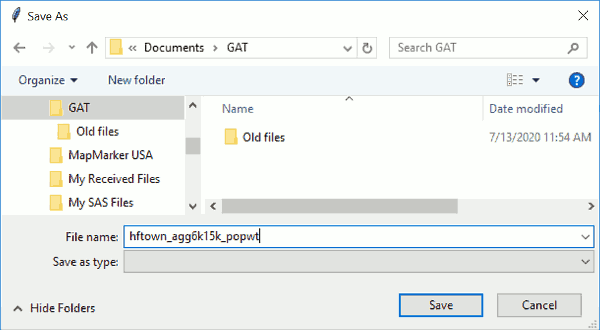 Save As
« Documents > GAT
Search GAT
Organize New folder
?
GAT
Old files
MapMarker USA
My Received Files
My SAS Files
Name Date modified
Old files 7/13/2020 11:54 AM
File name: hftown_agg6k15k_popwt
Save as type:
Hide Folders Save Cancel